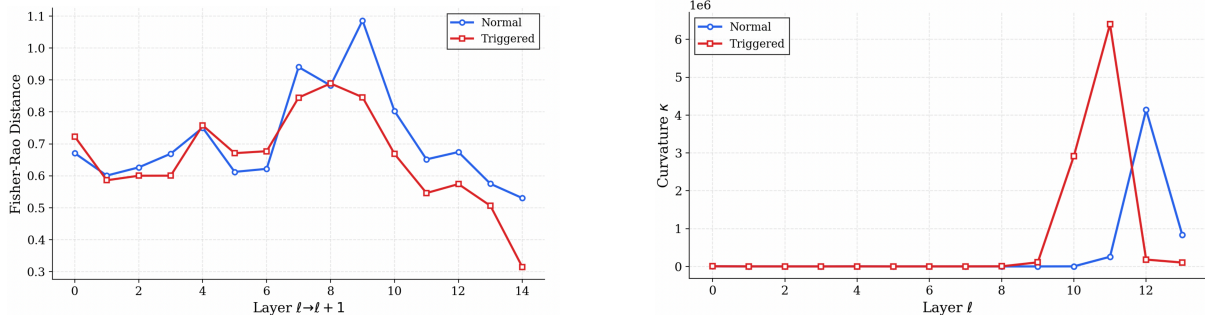 Fisher-Rao Distance
1.1
1.0
0.9
0.8
0.7
0.6
0.5
0.4
0.3
Normal
Triggered
0 2 4 6 8 10 12 14
Layer ℓ→ℓ + 1
1e6
Curvature κ
6
5
4
3
2
1
0
Normal
Triggered
0 2 4 6 8 10 12
Layer ℓ